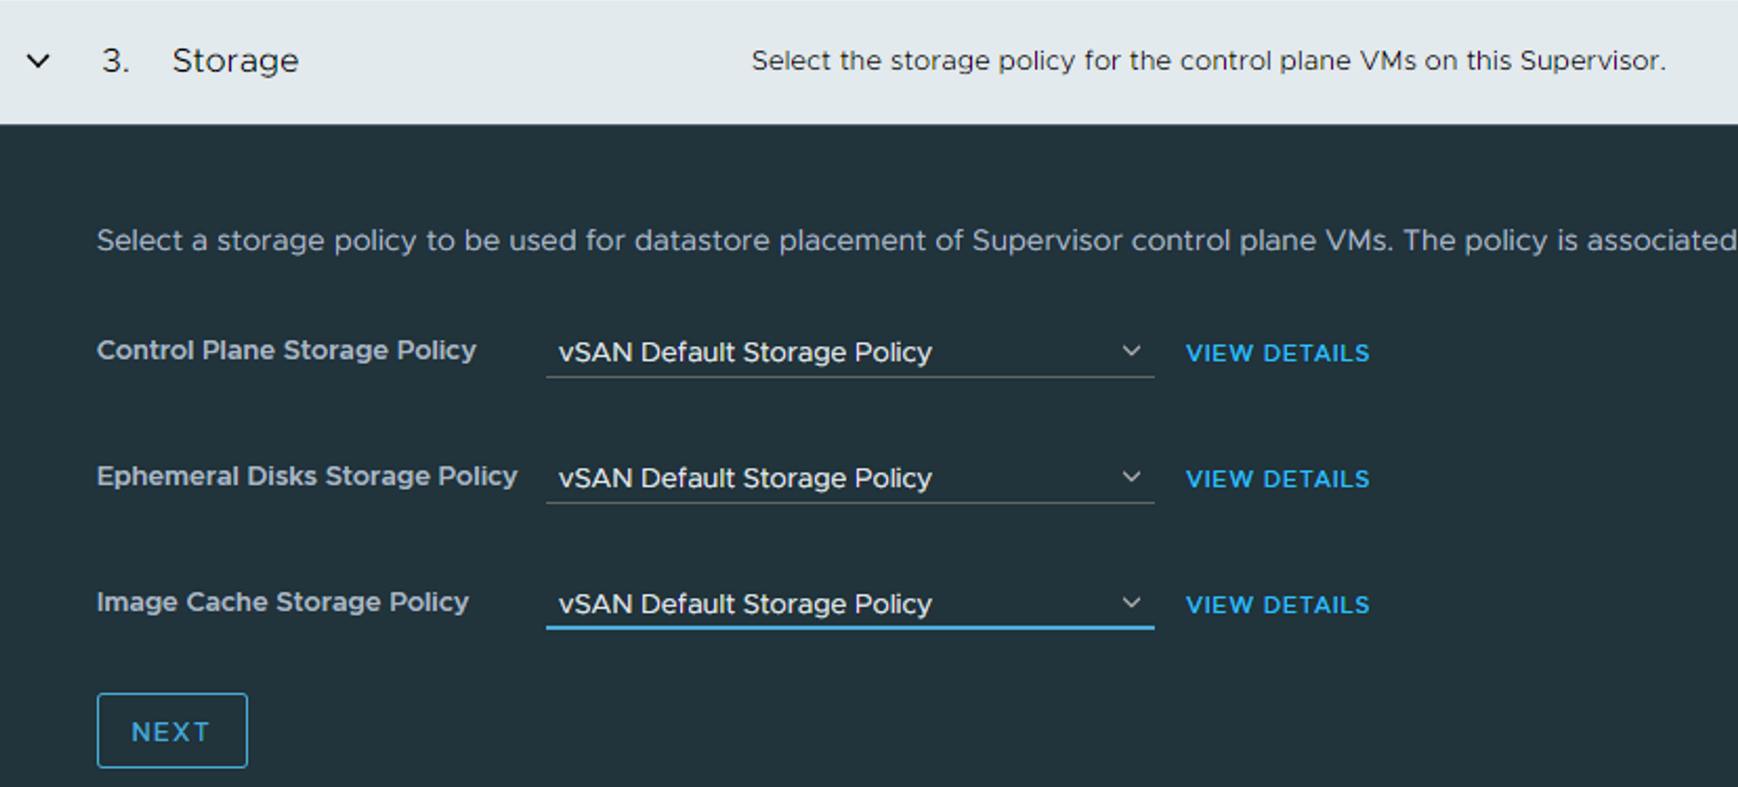 3. Storage
Select the storage policy for the control plane VMs on this Supervisor.
Select a storage policy to be used for datastore placement of Supervisor control plane VMs. The policy is associated
Control Plane Storage Policy
vSAN Default Storage Policy
VIEW DETAILS
Ephemeral Disks Storage Policy
vSAN Default Storage Policy
VIEW DETAILS
Image Cache Storage Policy
vSAN Default Storage Policy
VIEW DETAILS
NEXT